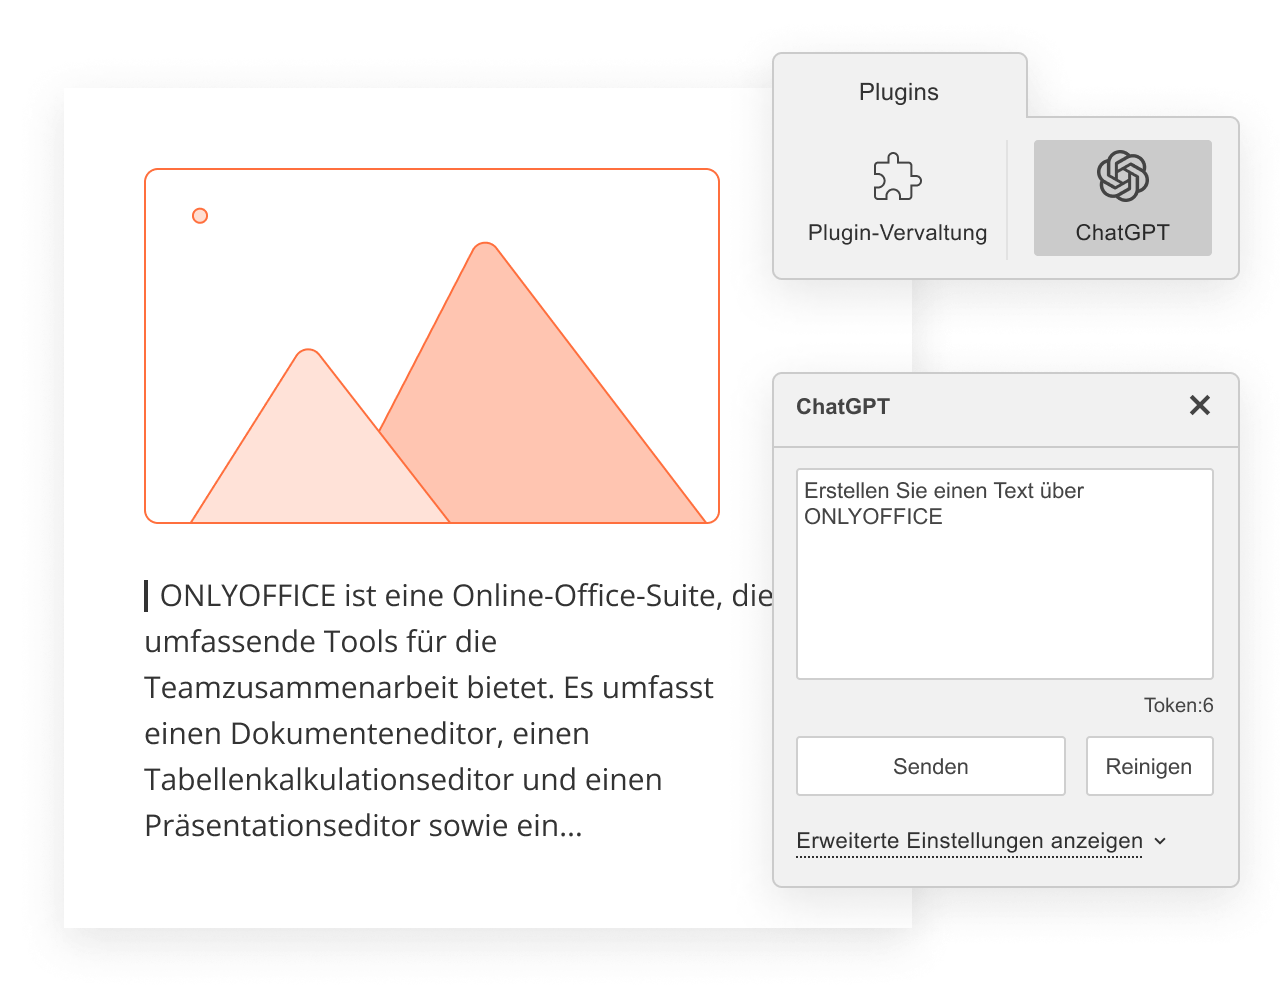 Plugins
Plugin-Vervaltung
ChatGPT
ChatGPT
Erstellen Sie einen Text über
ONLYOFFICE
Token:6
Senden
Reinigen
Erweiterte Einstellungen anzeigen
ONLYOFFICE ist eine Online-Office-Suite, die
umfassende Tools für die
Teamzusammenarbeit bietet. Es umfasst
einen Dokumenteneditor, einen
Tabellenkalkulationseditor und einen
Präsentationseditor sowie ein...